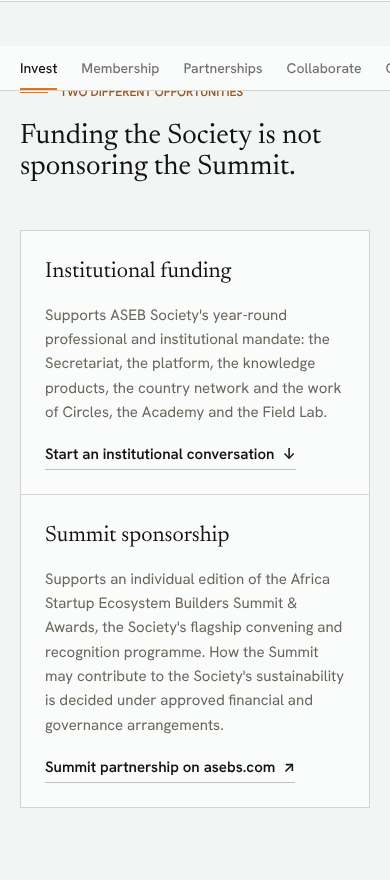 Invest Membership Partnerships Collaborate
TWO DIFFERENT OPPORTUNITIES
Funding the Society is not
sponsoring the Summit.
Institutional funding
Supports ASEB Society's year-round
professional and institutional mandate: the
Secretariat, the platform, the knowledge
products, the country network and the work
of Circles, the Academy and the Field Lab.
Start an institutional conversation ↓
Summit sponsorship
Supports an individual edition of the Africa
Startup Ecosystem Builders Summit &
Awards, the Society's flagship convening and
recognition programme. How the Summit
may contribute to the Society's sustainability
is decided under approved financial and
governance arrangements.
Summit partnership on asebs.com ↗